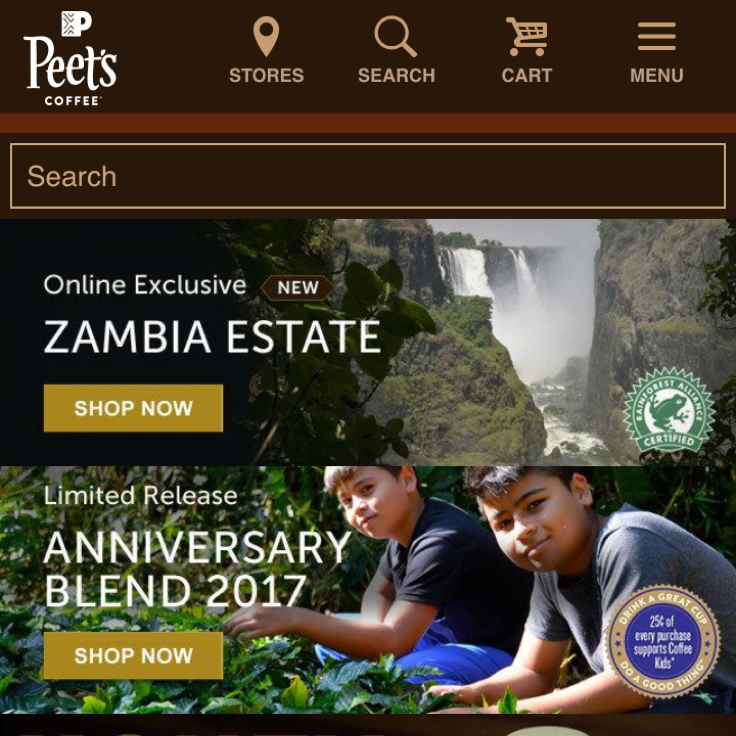 P
Peet's
COFFEE
STORES
SEARCH
CART
MENU
Search
Online Exclusive
NEW
ZAMBIA ESTATE
SHOP NOW
RAINFOREST ALLIANCE
CERTIFIED
Limited Release
ANNIVERSARY
BLEND 2017
SHOP NOW
DRINK A GREAT CUP
25¢ of
every purchase
supports Coffee
Kids*
DO A GOOD THING